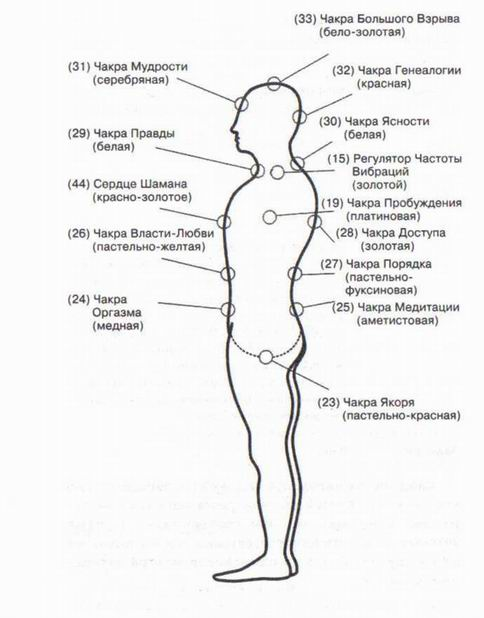 (33) Чакра Большого Взрыва
(бело-золотая)
(31) Чакра Мудрости
(серебряная)
(32) Чакра Генеалогии
(красная)
(30) Чакра Ясности
(белая)
(29) Чакра Правды
(белая)
(15) Регулятор Частоты
Вибраций
(золотой)
(44) Сердце Шамана
(красно-золотое)
(19) Чакра Пробуждения
(платиновая)
(28) Чакра Доступа
(золотая)
(26) Чакра Власти-Любви
(пастельно-желтая)
(27) Чакра Порядка
(пастельно-
фуксиновая)
(24) Чакра
Оргазма
(медная)
(25) Чакра Медитации
(аметистовая)
(23) Чакра Якоря
(пастельно-красная)